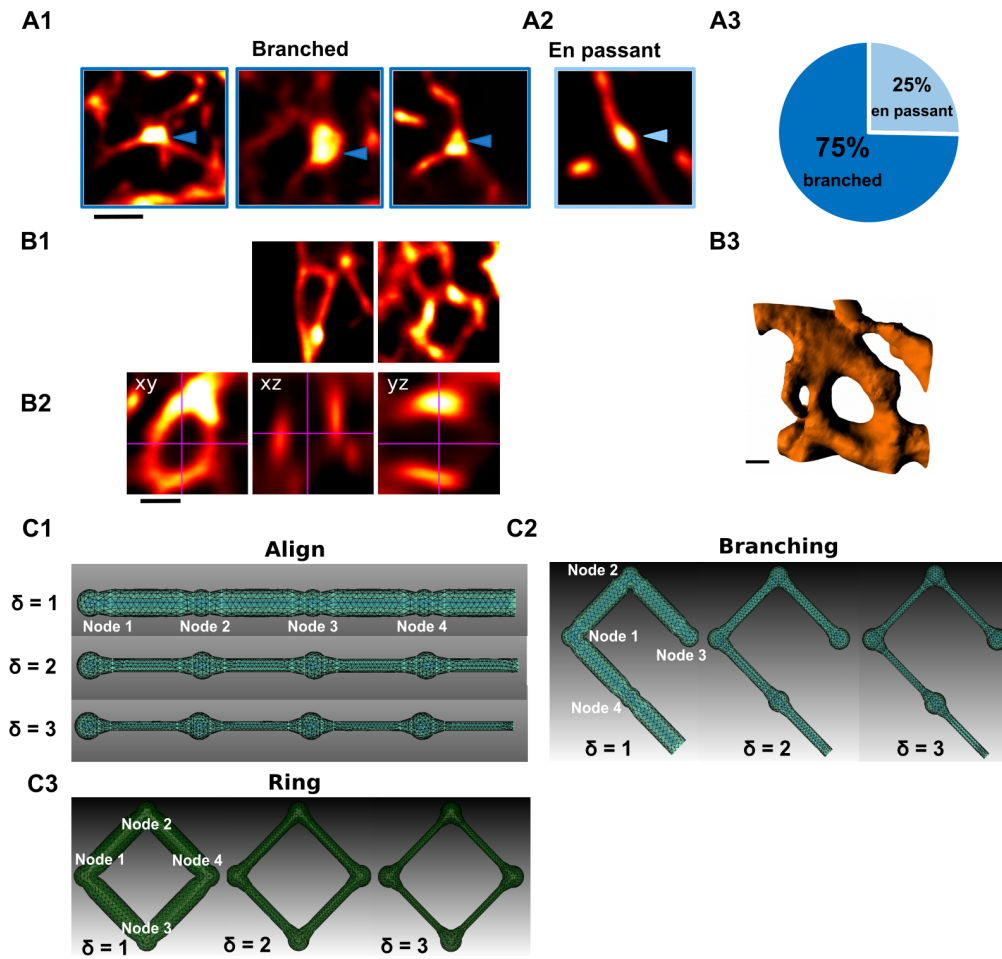 A1
A2
A3
Branched
En passant
25%
en passant
75%
branched
B1
B3
B2
xy
xz
yz
C1
C2
Align
Branching
δ = 1
Node 1
Node 2
Node 3
Node 4
δ = 2
δ = 3
Node 2
Node 1
Node 3
Node 4
δ = 1
δ = 2
δ = 3
C3
Ring
Node 2
Node 1
Node 4
Node 3
δ = 1
δ = 2
δ = 3